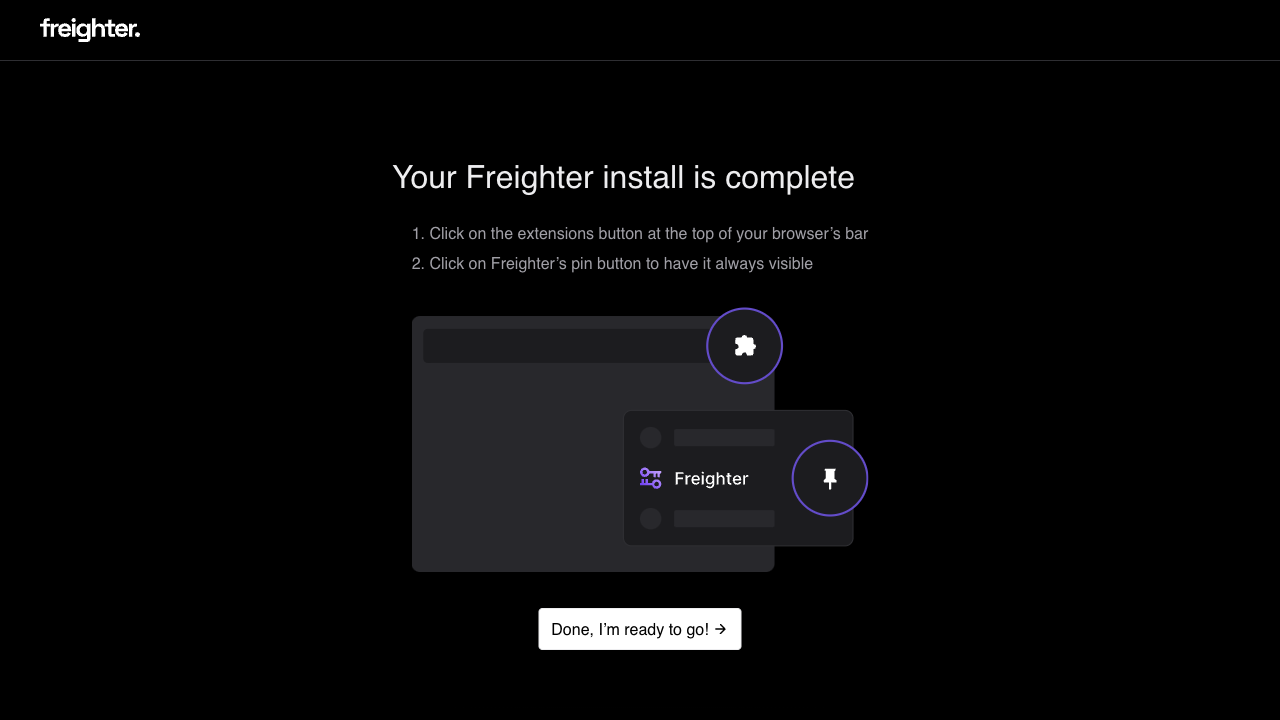 freighter.
Your Freighter install is complete
1. Click on the extensions button at the top of your browser’s bar
2. Click on Freighter’s pin button to have it always visible
Freighter
Done, I’m ready to go! →